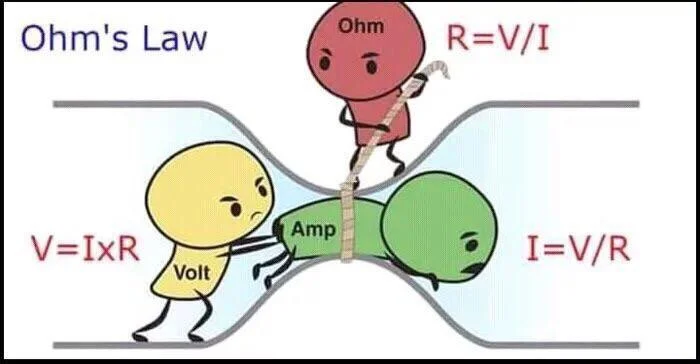 Ohm's Law
Ohm
R=V/I
V=IxR
Volt
Amp
I=V/R